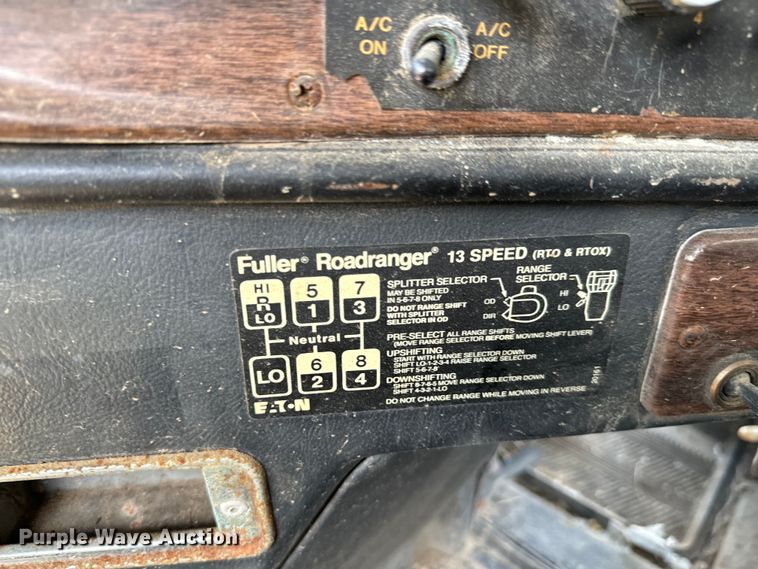 A/C A/C
ON OFF
4
Fuller® Roadranger® 13 SPEED (RTO & RTOX)
HI
R
LO
5
1
7
3
Neutral
LO
6
2
8
4
EATON
SPLITTER SELECTOR
MAY BE SHIFTED
IN 5-6-7-8 ONLY
DO NOT RANGE SHIFT
WITH SPLITTER
SELECTOR IN OD
OD
DIR
RANGE
SELECTOR
HI
LO
PRE-SELECT ALL RANGE SHIFTS
(MOVE RANGE SELECTOR BEFORE MOVING SHIFT LEVER)
UPSHIFTING
START WITH RANGE SELECTOR DOWN
SHIFT LO-1-2-3-4 RAISE RANGE SELECTOR
SHIFT 5-6-7-8
DOWNSHIFTING
SHIFT 8-7-6-5 MOVE RANGE SELECTOR DOWN
SHIFT 4-3-2-1-LO
DO NOT CHANGE RANGE WHILE MOVING IN REVERSE
20151
Purple Wave Auction